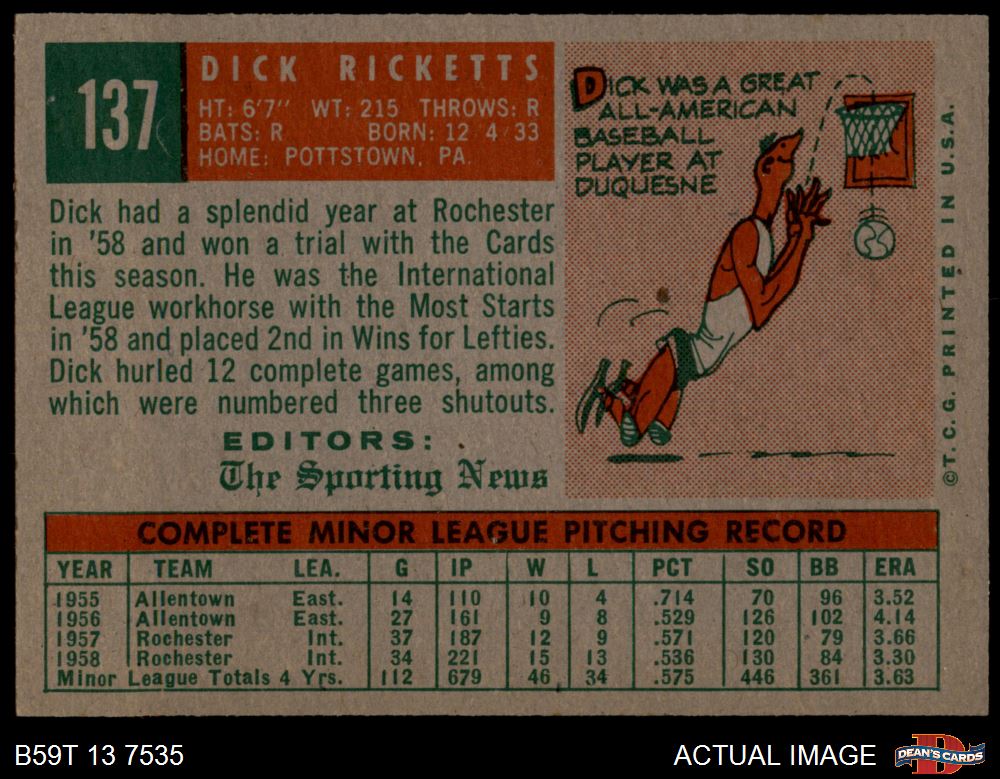 137
DICK RICKETTS
HT: 6'7" WT: 215 THROWS: R
BATS: R BORN: 12 4 33
HOME: POTTSTOWN, PA.
Dick had a splendid year at Rochester
in '58 and won a trial with the Cards
this season. He was the International
League workhorse with the Most Starts
in '58 and placed 2nd in Wins for Lefties.
Dick hurled 12 complete games, among
which were numbered three shutouts.
EDITORS:
The Sporting News
DICK WAS A GREAT
ALL-AMERICAN
BASEBALL
PLAYER AT
DUQUESNE
©T. C. G. PRINTED IN U.S.A.
COMPLETE MINOR LEAGUE PITCHING RECORD
YEAR TEAM LEA. G IP W L PCT SO BB ERA
1955 Allentown East. 14 110 10 4 .714 70 96 3.52
1956 Allentown East. 27 161 9 8 .529 126 102 4.14
1957 Rochester Int. 37 187 12 9 .571 120 79 3.66
1958 Rochester Int. 34 221 15 13 .536 130 84 3.30
Minor League Totals 4 Yrs. 112 679 46 34 .575 446 361 3.63
B59T 13 7535
ACTUAL IMAGE
DEAN'S CARDS